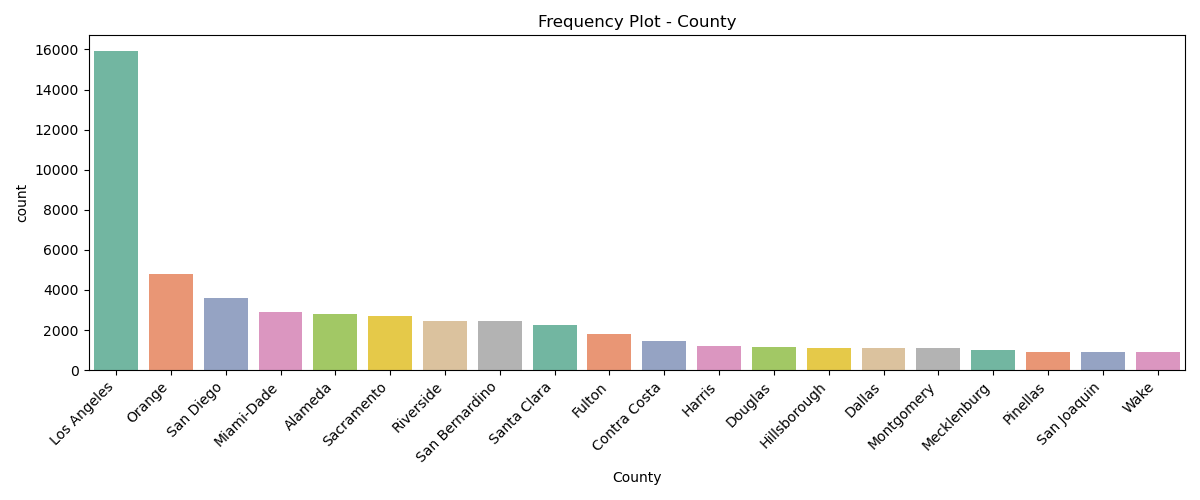 Frequency Plot - County
16000
14000
12000
10000
8000
6000
4000
2000
0
count
Los Angeles
Orange
San Diego
Miami-Dade
Alameda
Sacramento
Riverside
San Bernardino
Santa Clara
Fulton
Contra Costa
Harris
Douglas
Hillsborough
Dallas
Montgomery
Mecklenburg
Pinellas
San Joaquin
Wake
County